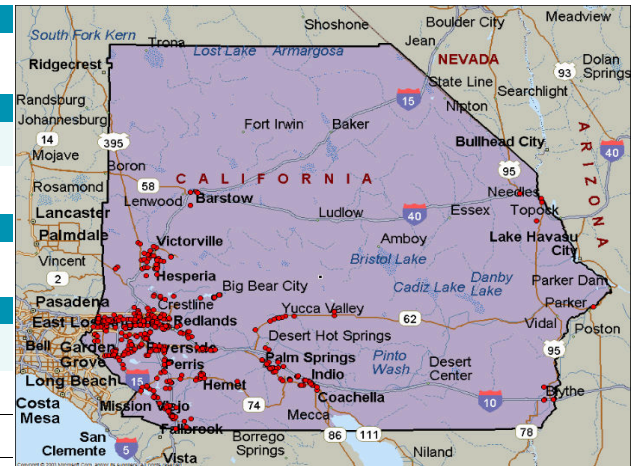 Shoshone
Boulder City
Meadview
South Fork Kern
Trona
Lost Lake
Armargosa
Jean
NEVADA
Ridgecrest
State Line
93
Dolan
Springs
Searchlight
Randsburg
15
Nipton
Johannesburg
Fort Irwin
Baker
14
395
Bullhead City
40
Mojave
Boron
95
ARIZONA
CALIFORNIA
Rosamond
58
Lenwood
Barstow
Needles
Lancaster
Ludlow
40
Essex
Topock
Palmdale
Victorville
Amboy
Lake Havasu
City
Vincent
Bristol Lake
2
Hesperia
Big Bear City
Cadiz Lake
Danby
Lake
Parker Dam
Pasadena
Crestline
Yucca Valley
Parker
Redlands
62
Vidal
Poston
Desert Hot Springs
Bell
Garden
Grove
Riverside
95
Palm Springs
Pinto
Wash
Desert
Center
Perris
Long Beach
15
Hemet
Indio
Coachella
Blythe
Costa
Mesa
Mission Viejo
74
10
Mecca
Fallbrook
San
Clemente
5
Borrego
Springs
86
111
78
Niland
Vista